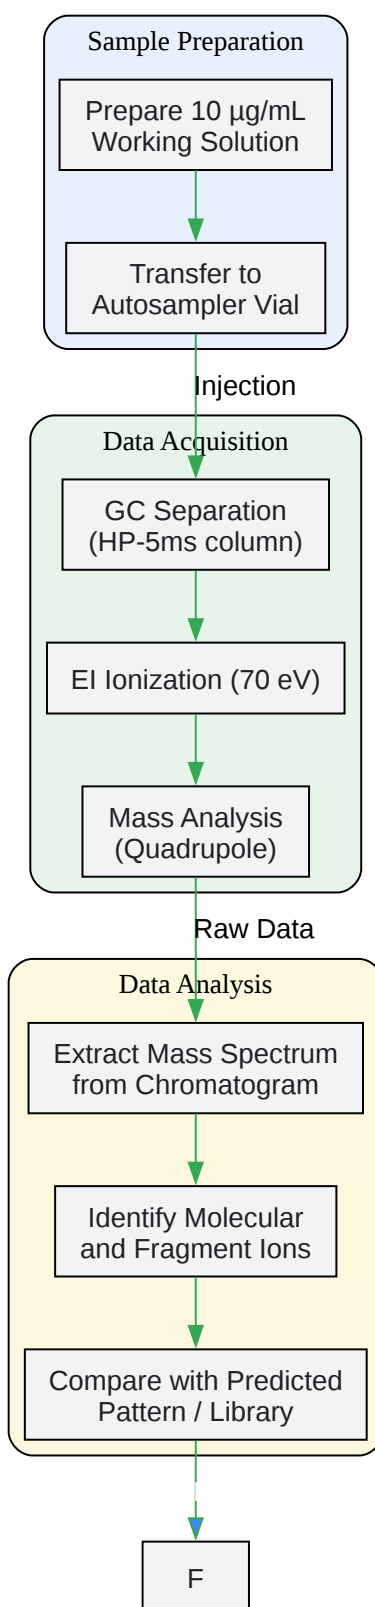 Sample Preparation
Prepare 10 µg/mL
Working Solution
Transfer to
Autosampler Vial
Injection
Data Acquisition
GC Separation
(HP-5ms column)
EI Ionization (70 eV)
Mass Analysis
(Quadrupole)
Raw Data
Data Analysis
Extract Mass Spectrum
from Chromatogram
Identify Molecular
and Fragment Ions
Compare with Predicted
Pattern / Library
F